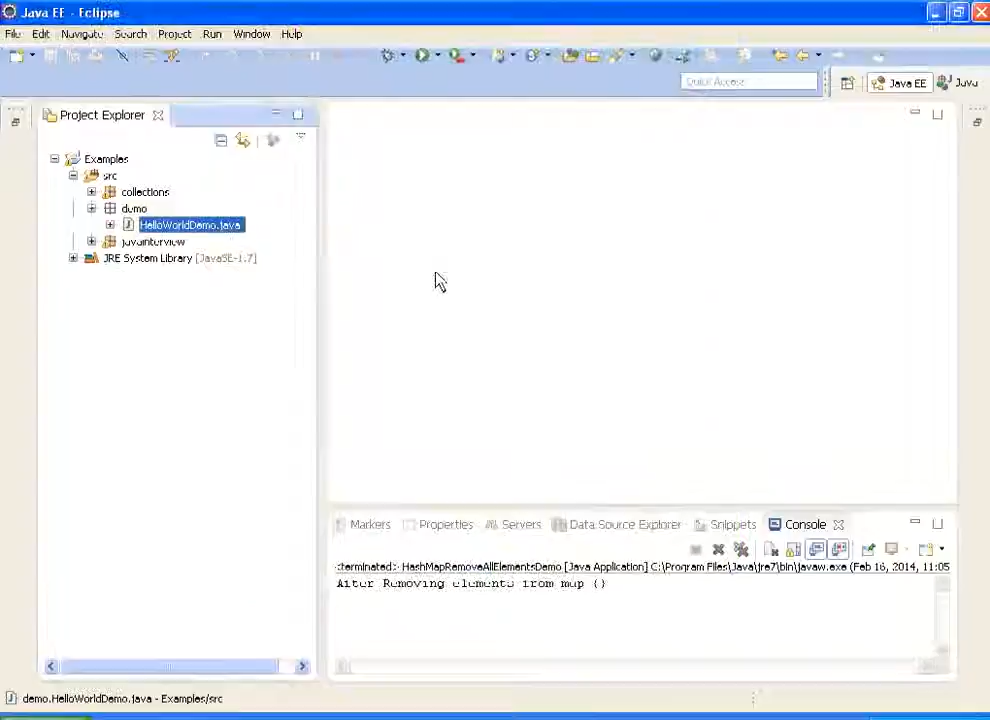 Java EE - Eclipse
File Edit Navigate Search Project Run Window Help
Quick Access
Java EE
Java
Project Explorer
Examples
src
collections
demo
HelloWorldDemo.java
javainterview
JRE System Library [JavaSE-1.7]
Markers Properties Servers Data Source Explorer Snippets Console
<terminated> HashMapRemoveAllElementsDemo [Java Application] C:\Program Files\Java\jre7\bin\javaw.exe (Feb 16, 2014, 11:05
After Removing elements from map {}
demo.HelloWorldDemo.java - Examples/src